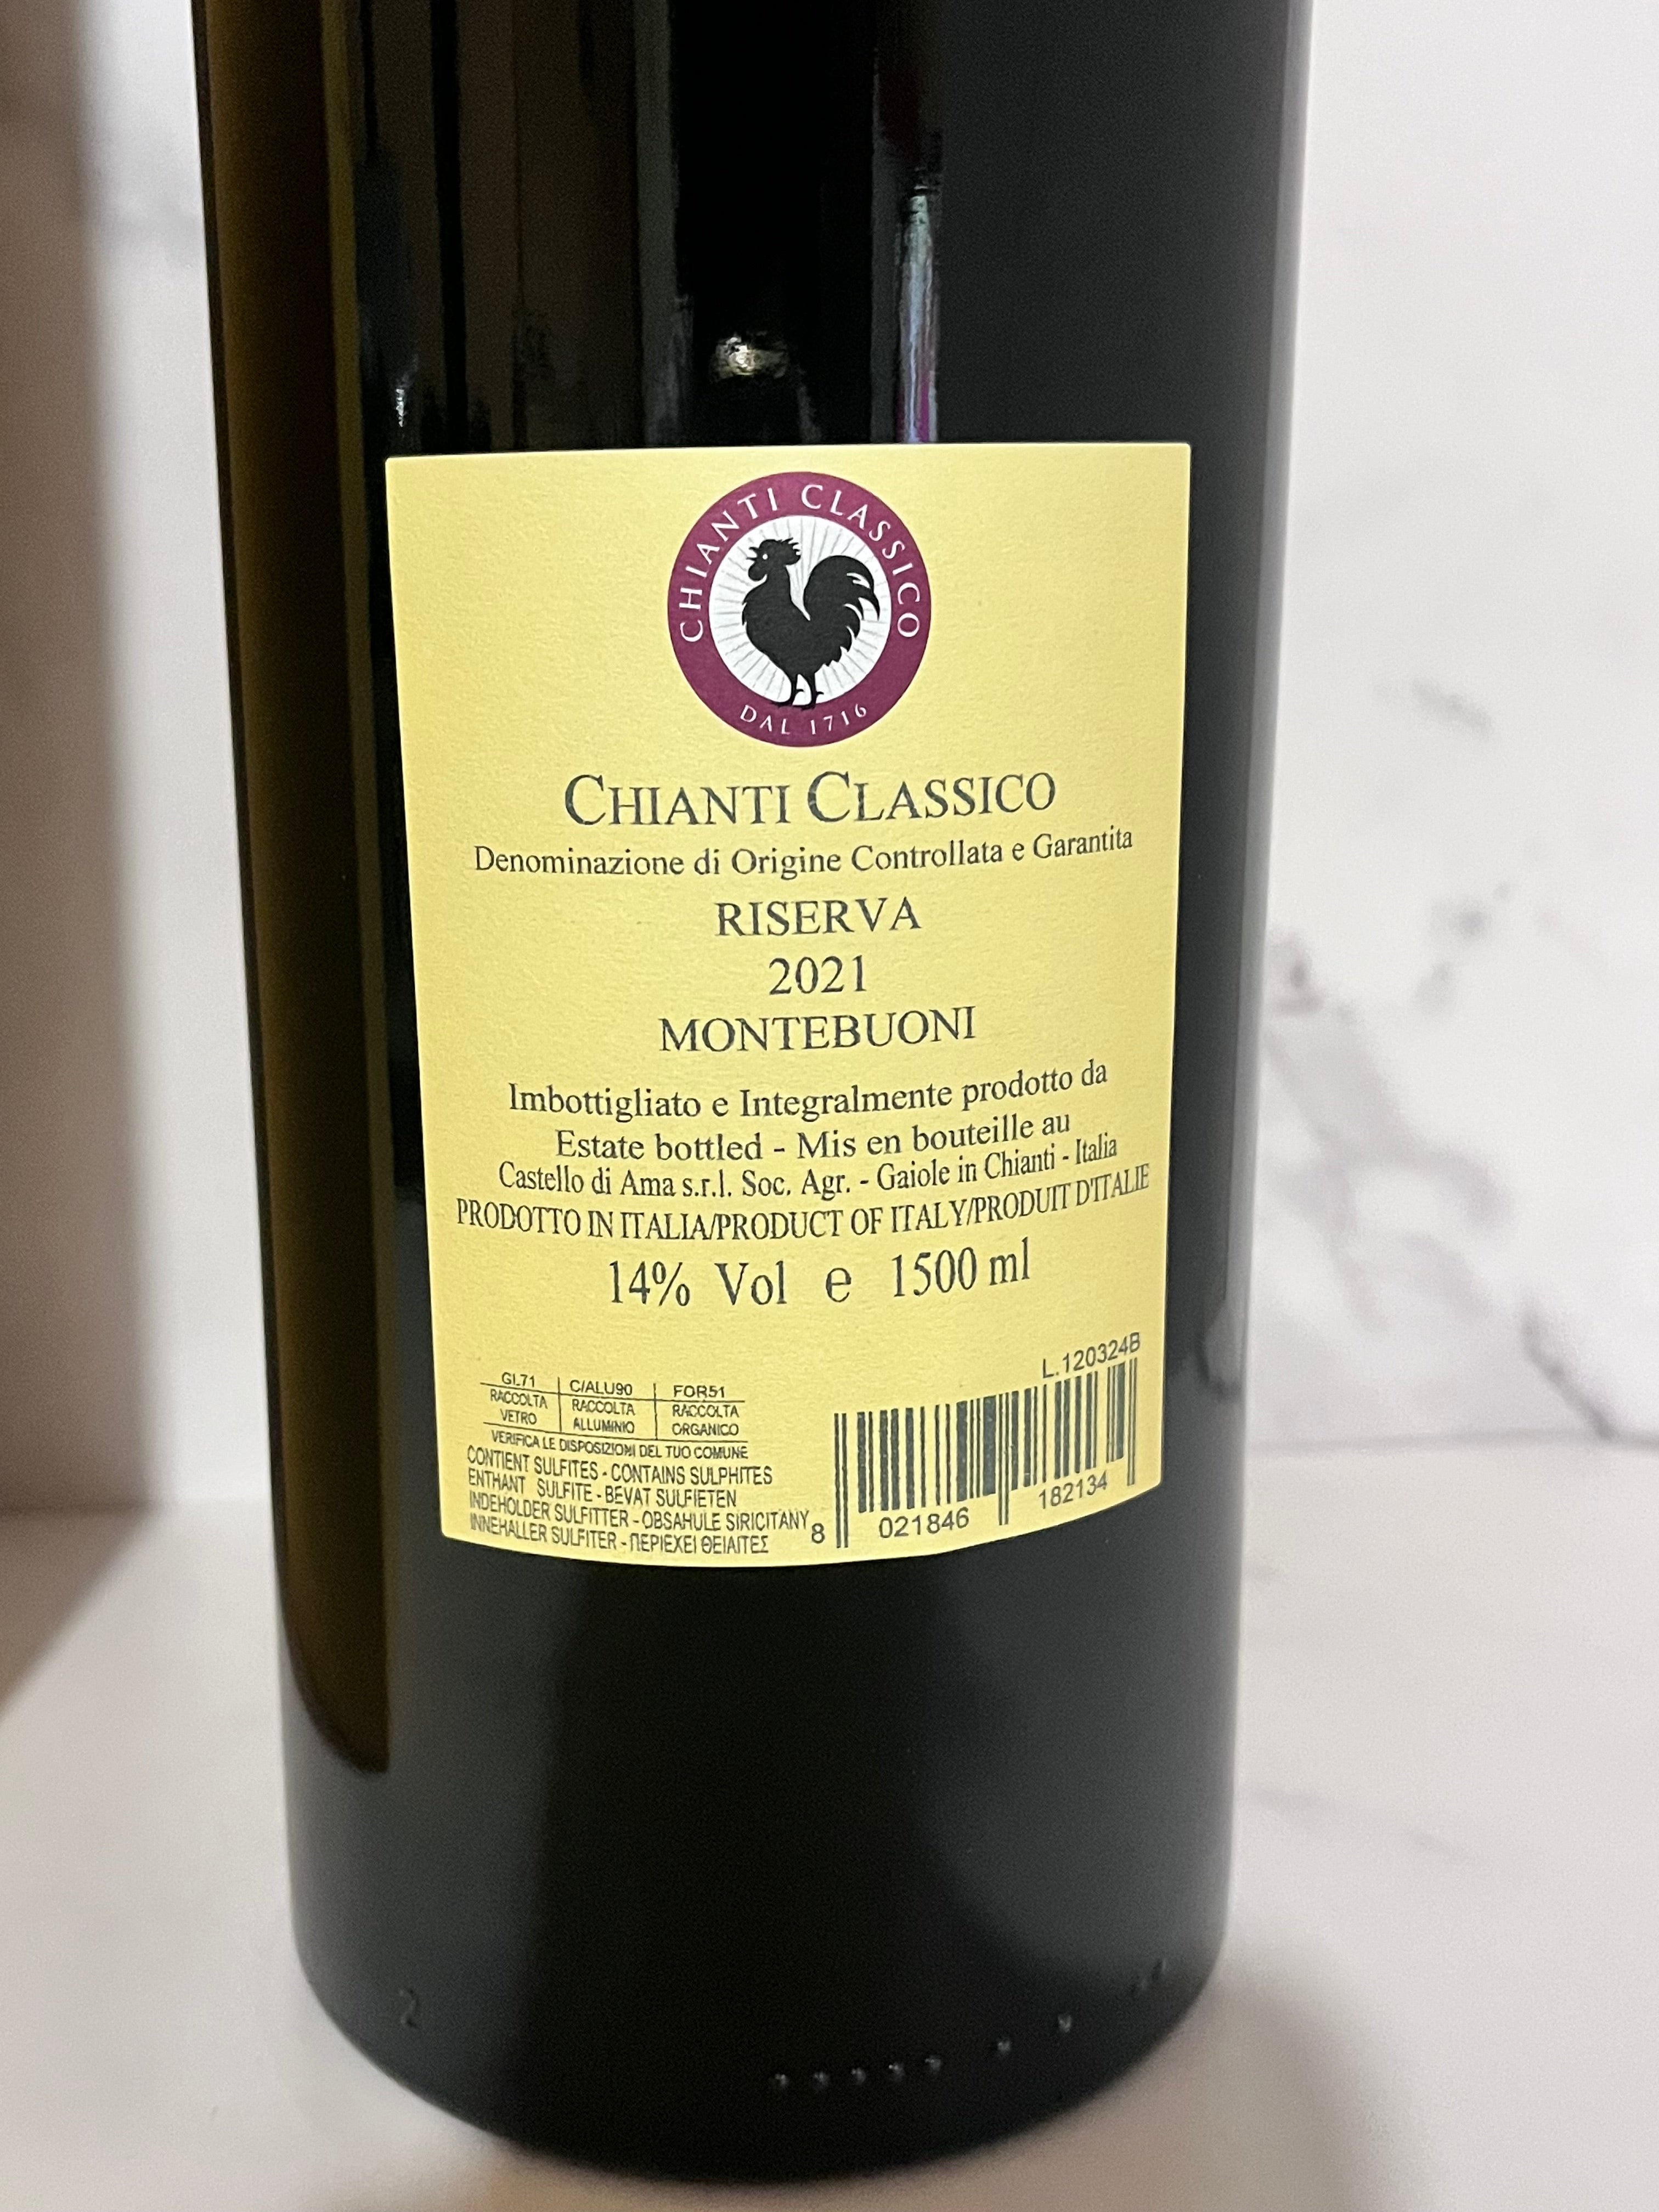 CHIANTI CLASSICO
DAL 1716
CHIANTI CLASSICO
Denominazione di Origine Controllata e Garantita
RISERVA
2021
MONTEBUONI
Imbottigliato e Integralmente prodotto da
Estate bottled - Mis en bouteille au
Castello di Ama s.r.l. Soc. Agr. - Gaiole in Chianti - Italia
PRODOTTO IN ITALIA/PRODUCT OF ITALY/PRODUIT D'ITALIE
14% Vol e 1500 ml
L.120324B
GL71 C/ALU90 FOR51
RACCOLTA RACCOLTA RACCOLTA
VETRO ALLUMINIO ORGANICO
VERIFICA LE DISPOSIZIONI DEL TUO COMUNE
CONTIENT SULFITES - CONTAINS SULPHITES
ENTHANT SULFITE - BEVAT SULFIETEN
INDEHOLDER SULFITTER - OBSAHULE SIRICITANY
INNEHALLER SULFITER - ΠΕΡΙΕΧΕΙ ΘΕΙΑΙΤΕΣ
8 021846 182134
2